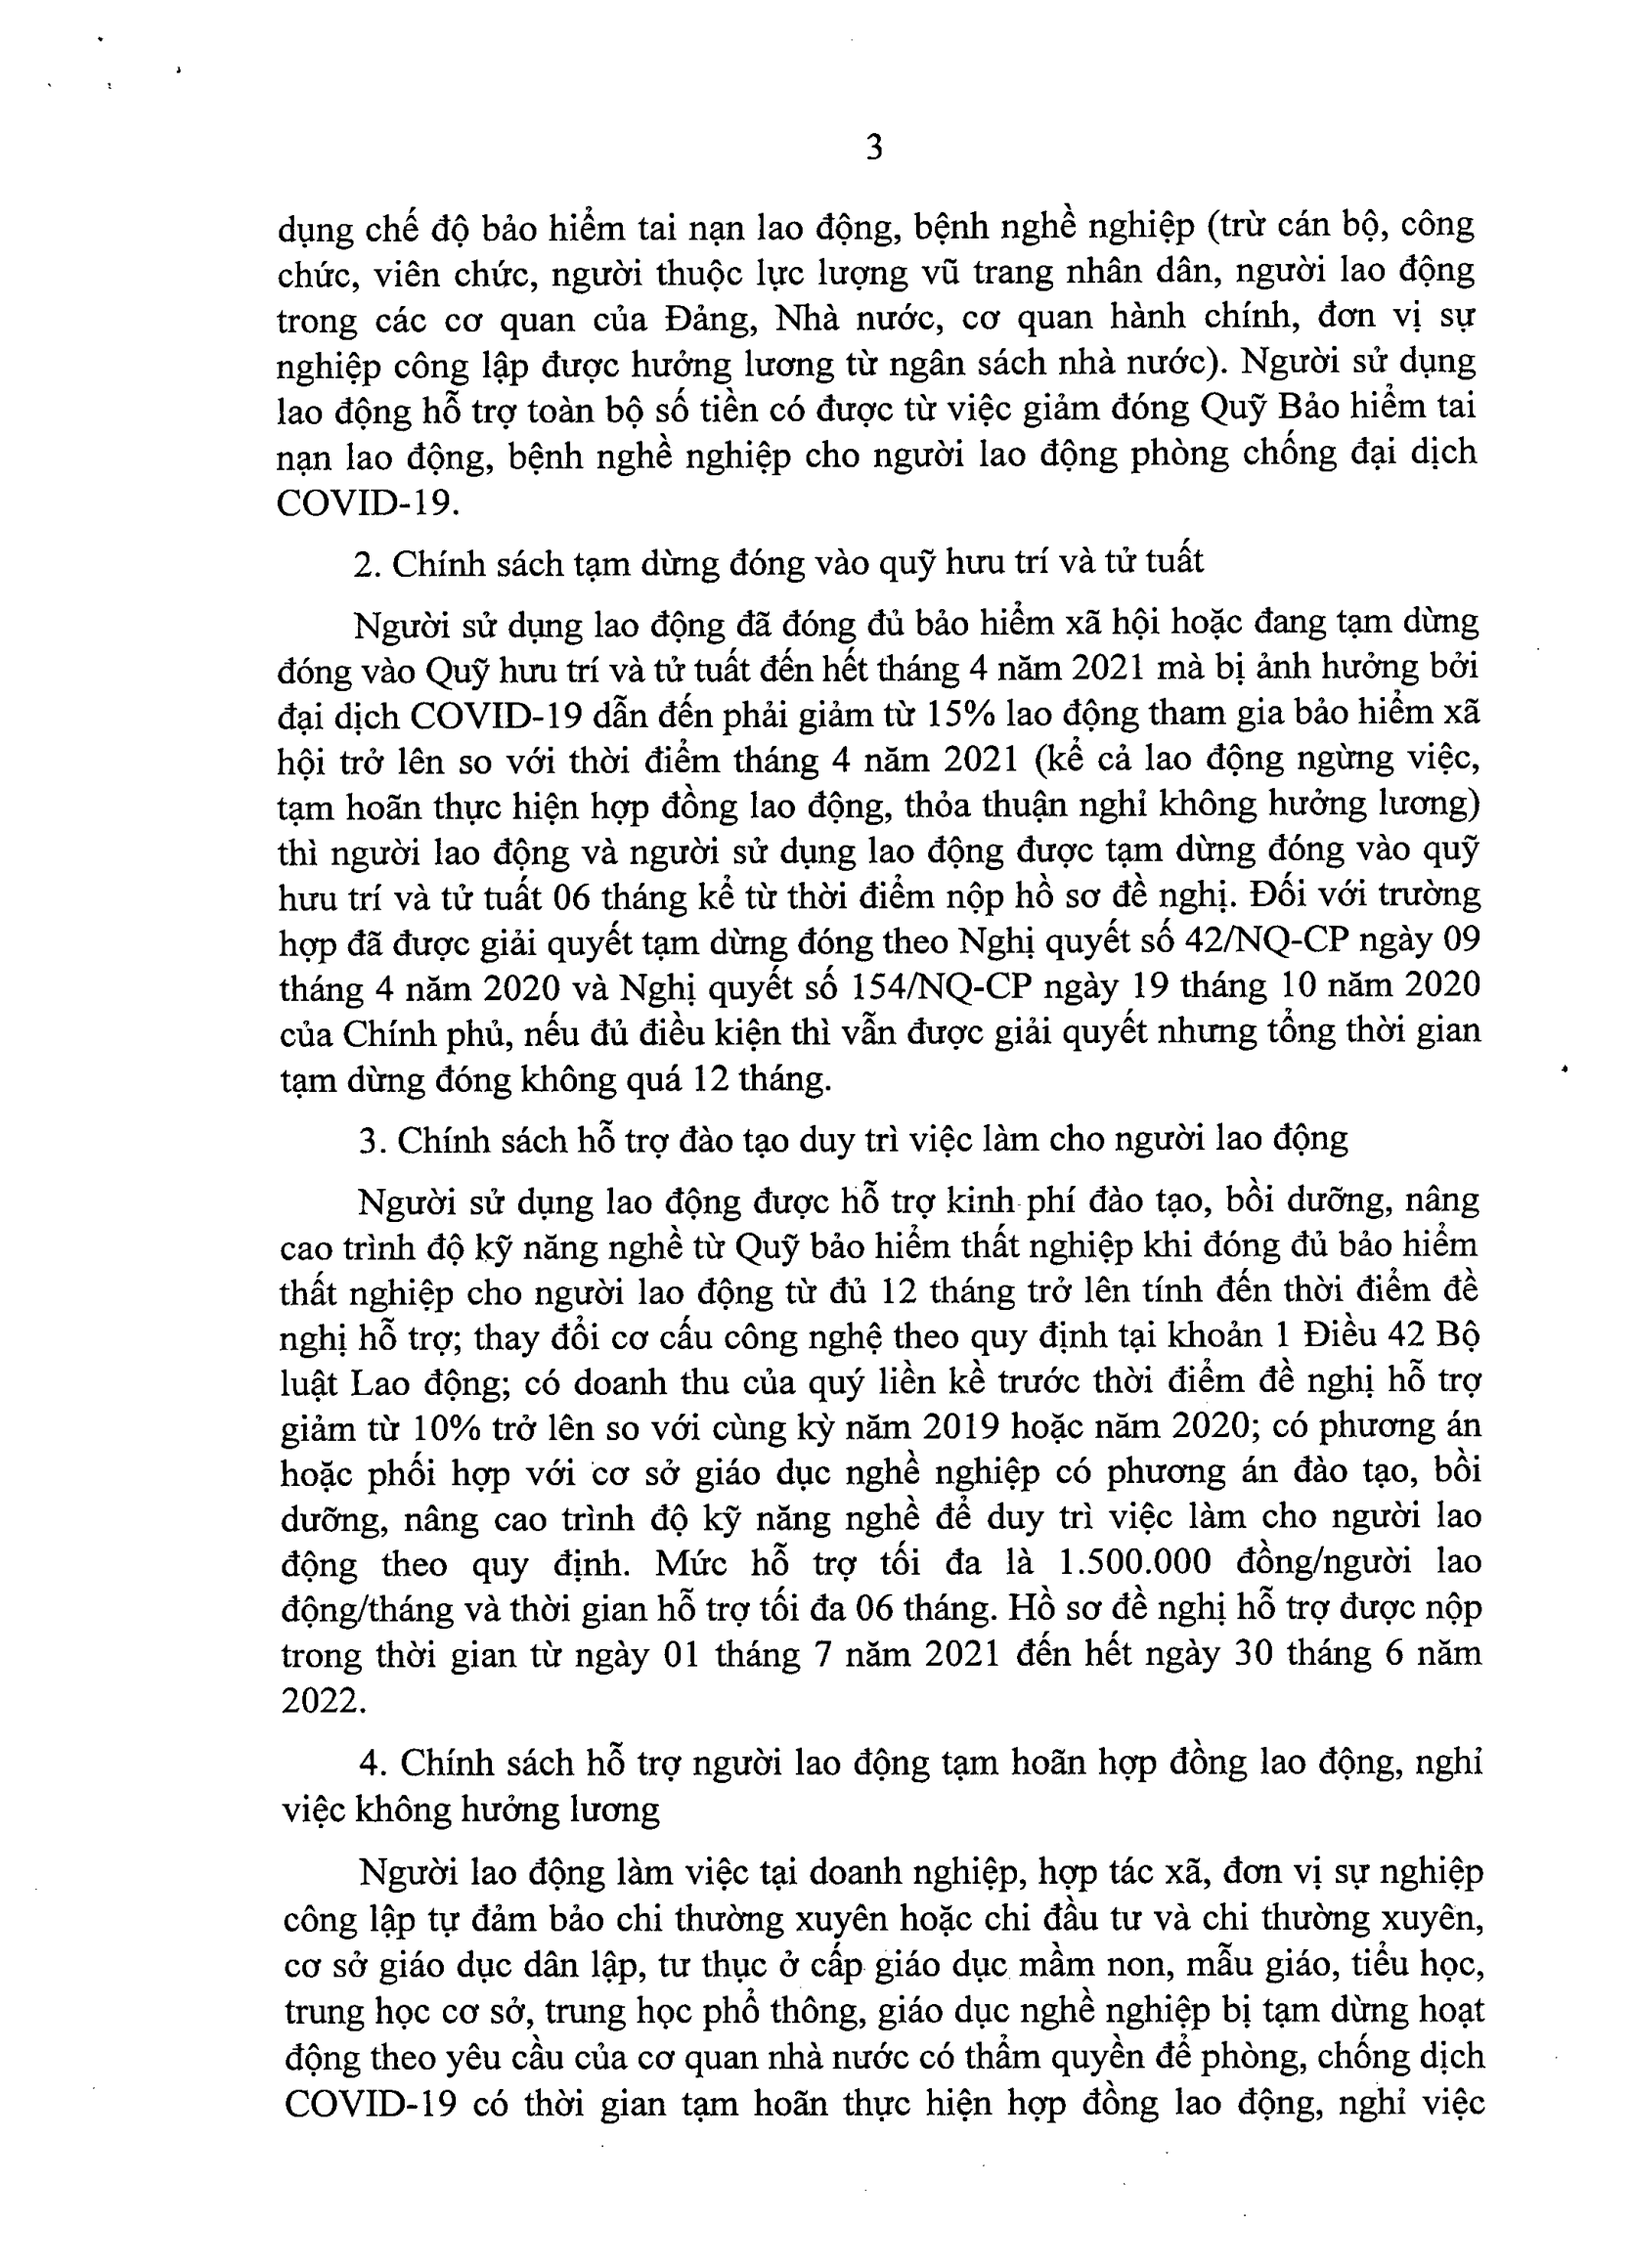 3
dụng chế độ bảo hiểm tai nạn lao động, bệnh nghề nghiệp (trừ cán bộ, công
chức, viên chức, người thuộc lực lượng vũ trang nhân dân, người lao động
trong các cơ quan của Đảng, Nhà nước, cơ quan hành chính, đơn vị sự
nghiệp công lập được hưởng lương từ ngân sách nhà nước). Người sử dụng
lao động hỗ trợ toàn bộ số tiền có được từ việc giảm đóng Quỹ Bảo hiểm tai
nạn lao động, bệnh nghề nghiệp cho người lao động phòng chống đại dịch
COVID-19.
2. Chính sách tạm dừng đóng vào quỹ hưu trí và tử tuất
Người sử dụng lao động đã đóng đủ bảo hiểm xã hội hoặc đang tạm dừng
đóng vào Quỹ hưu trí và tử tuất đến hết tháng 4 năm 2021 mà bị ảnh hưởng bởi
đại dịch COVID-19 dẫn đến phải giảm từ 15% lao động tham gia bảo hiểm xã
hội trở lên so với thời điểm tháng 4 năm 2021 (kể cả lao động ngừng việc,
tạm hoãn thực hiện hợp đồng lao động, thỏa thuận nghỉ không hưởng lương)
thì người lao động và người sử dụng lao động được tạm dừng đóng vào quỹ
hưu trí và tử tuất 06 tháng kể từ thời điểm nộp hồ sơ đề nghị. Đối với trường
hợp đã được giải quyết tạm dừng đóng theo Nghị quyết số 42/NQ-CP ngày 09
tháng 4 năm 2020 và Nghị quyết số 154/NQ-CP ngày 19 tháng 10 năm 2020
của Chính phủ, nếu đủ điều kiện thì vẫn được giải quyết nhưng tổng thời gian
tạm dừng đóng không quá 12 tháng.
3. Chính sách hỗ trợ đào tạo duy trì việc làm cho người lao động
Người sử dụng lao động được hỗ trợ kinh phí đào tạo, bồi dưỡng, nâng
cao trình độ kỹ năng nghề từ Quỹ bảo hiểm thất nghiệp khi đóng đủ bảo hiểm
thất nghiệp cho người lao động từ đủ 12 tháng trở lên tính đến thời điểm đề
nghị hỗ trợ; thay đổi cơ cấu công nghệ theo quy định tại khoản 1 Điều 42 Bộ
luật Lao động; có doanh thu của quý liền kề trước thời điểm đề nghị hỗ trợ
giảm từ 10% trở lên so với cùng kỳ năm 2019 hoặc năm 2020; có phương án
hoặc phối hợp với cơ sở giáo dục nghề nghiệp có phương án đào tạo, bồi
dưỡng, nâng cao trình độ kỹ năng nghề để duy trì việc làm cho người lao
động theo quy định. Mức hỗ trợ tối đa là 1.500.000 đồng/người lao
động/tháng và thời gian hỗ trợ tối đa 06 tháng. Hồ sơ đề nghị hỗ trợ được nộp
trong thời gian từ ngày 01 tháng 7 năm 2021 đến hết ngày 30 tháng 6 năm
2022.
4. Chính sách hỗ trợ người lao động tạm hoãn hợp đồng lao động, nghỉ
việc không hưởng lương
Người lao động làm việc tại doanh nghiệp, hợp tác xã, đơn vị sự nghiệp
công lập tự đảm bảo chi thường xuyên hoặc chi đầu tư và chi thường xuyên,
cơ sở giáo dục dân lập, tư thục ở cấp giáo dục mầm non, mẫu giáo, tiểu học,
trung học cơ sở, trung học phổ thông, giáo dục nghề nghiệp bị tạm dừng hoạt
động theo yêu cầu của cơ quan nhà nước có thẩm quyền để phòng, chống dịch
COVID-19 có thời gian tạm hoãn thực hiện hợp đồng lao động, nghỉ việc